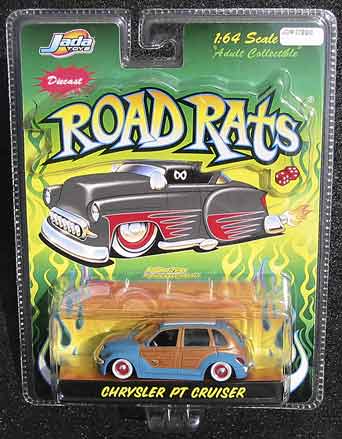 Jada
TOYS
1:64 Scale
"Adult Collectible"
Diecast
ROAD RATS
CHRYSLER PT CRUISER